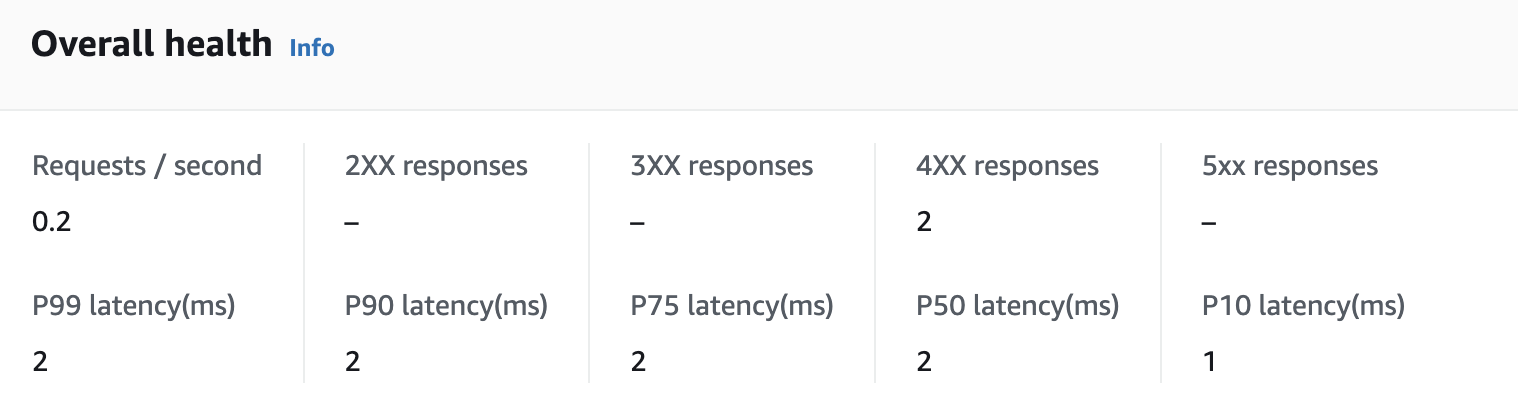 Overall health Info
Requests / second 2XX responses 3XX responses 4XX responses 5xx responses
0.2 – – 2 –
P99 latency(ms) P90 latency(ms) P75 latency(ms) P50 latency(ms) P10 latency(ms)
2 2 2 2 1